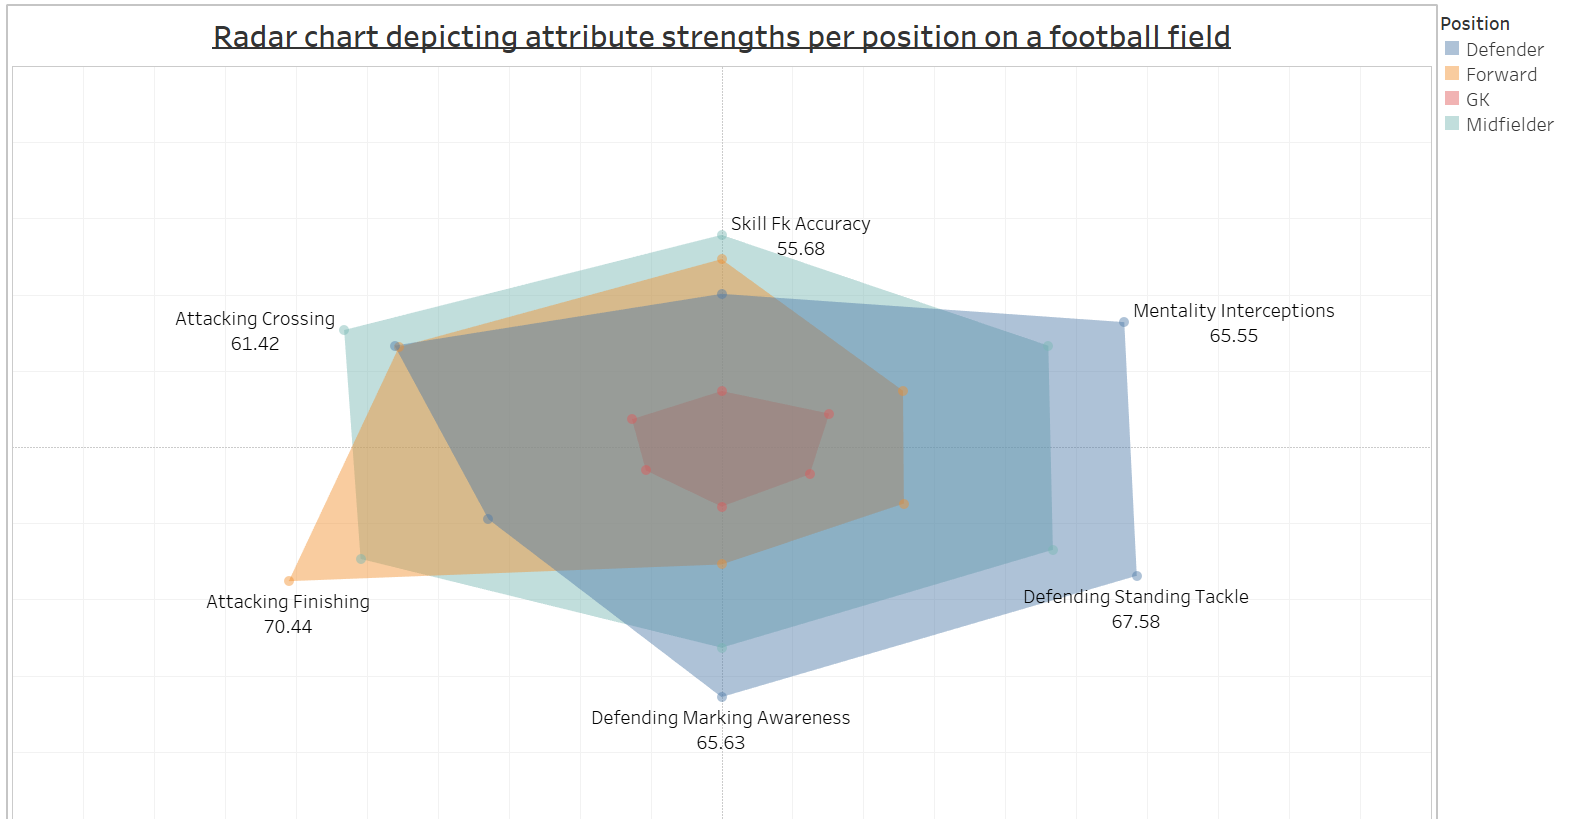 Radar chart depicting attribute strengths per position on a football field
Position
Defender
Forward
GK
Midfielder
Skill Fk Accuracy
55.68
Mentality Interceptions
65.55
Attacking Crossing
61.42
Attacking Finishing
70.44
Defending Standing Tackle
67.58
Defending Marking Awareness
65.63